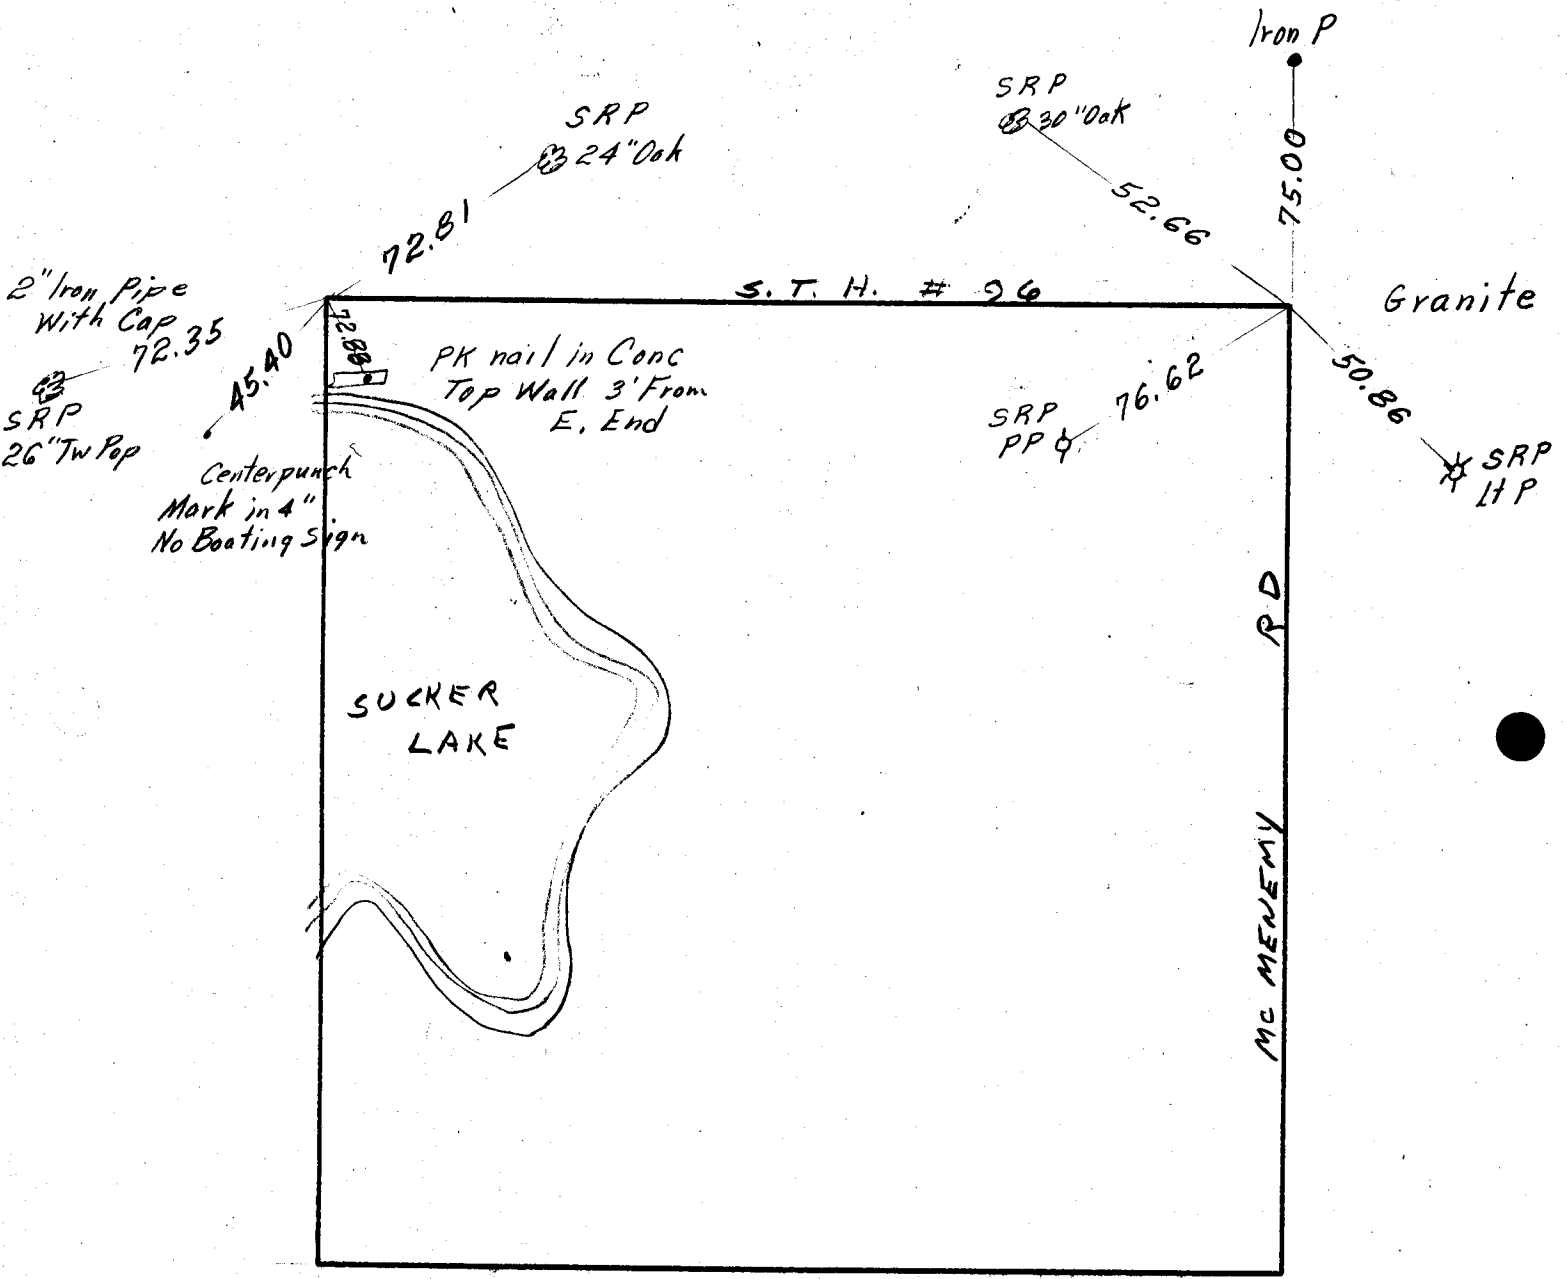 Iron P
75.00
SRP
30" Oak
52.66
SRP
24" Oak
72.81
S. T. H. # 96
Granite
2" Iron Pipe
With Cap
72.35
SRP
26" Tw Pop
45.40
Centerpunch
Mark in 4"
No Boating Sign
72.88
PK nail in Conc
Top Wall 3' From
E. End
SRP
PP
76.62
50.86
SRP
Lt P
SUCKER
LAKE
Mc MENEMY RD